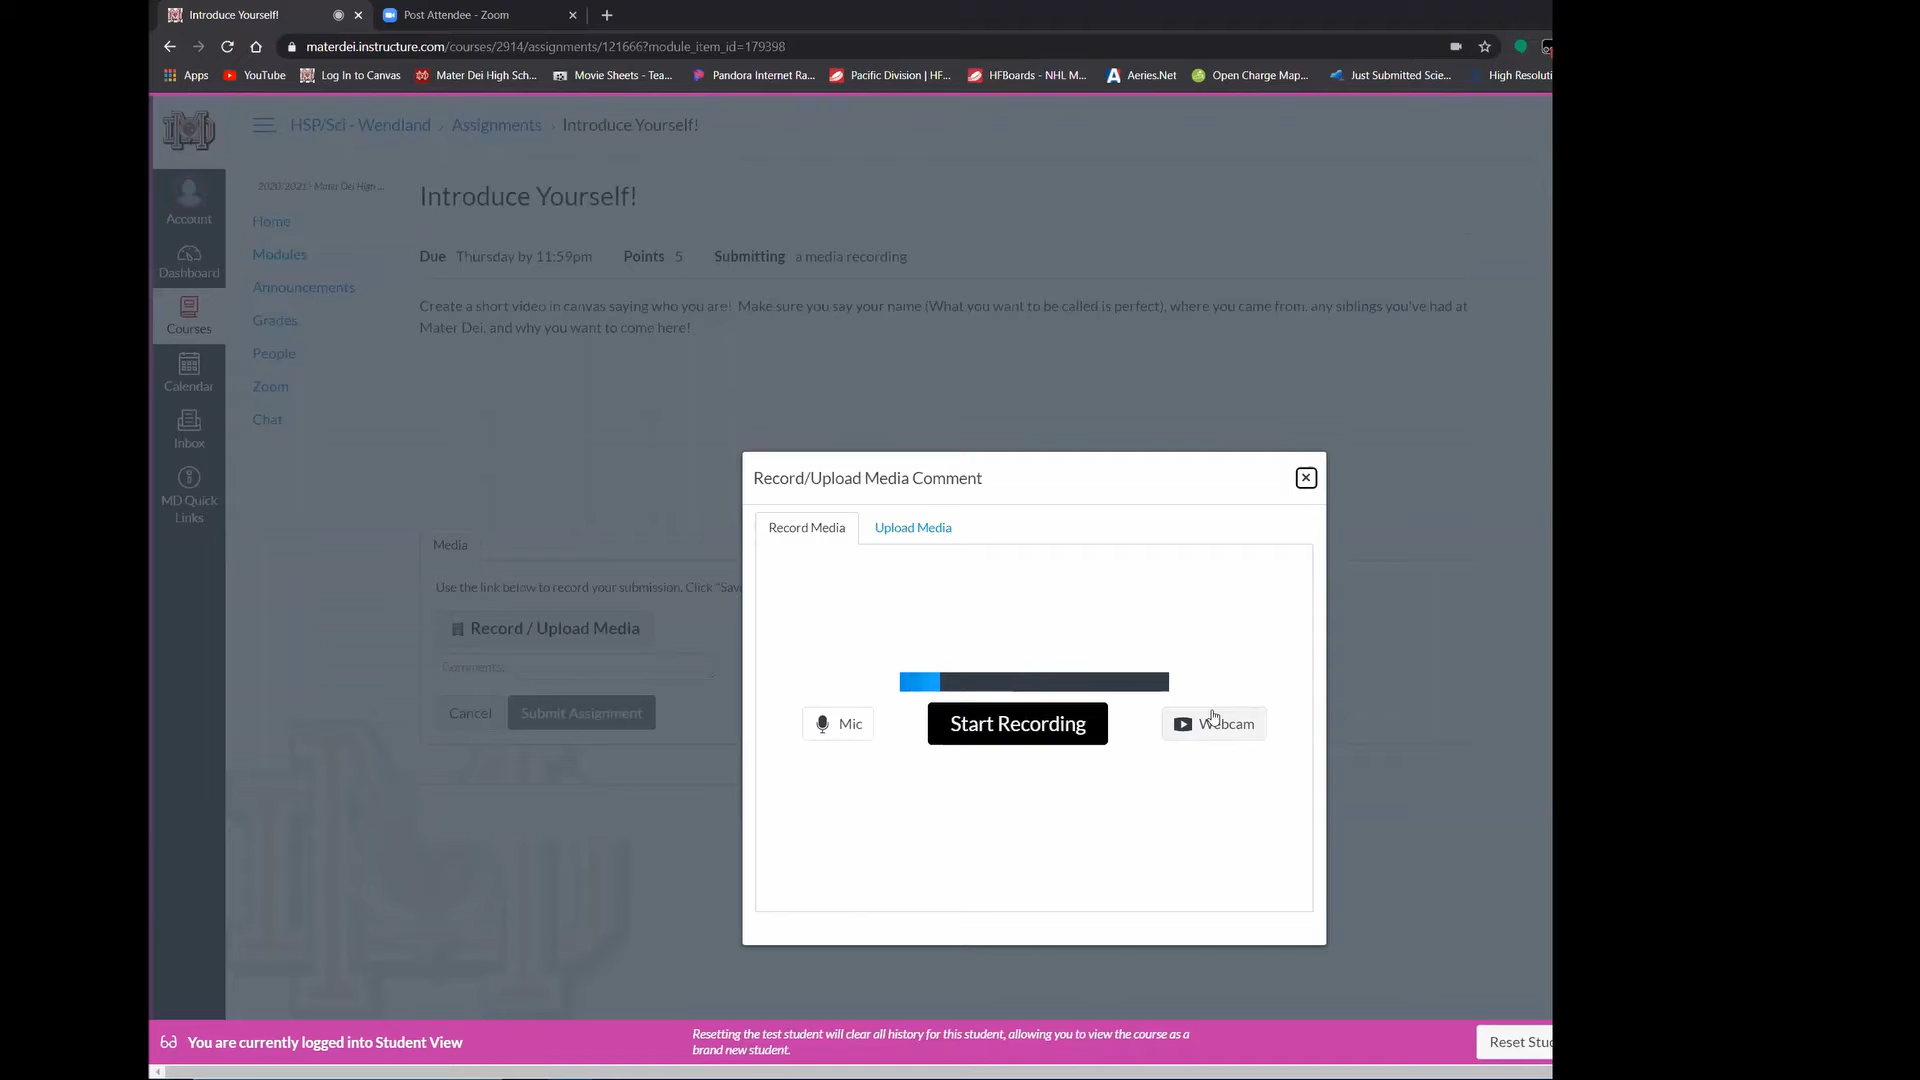 Introduce Yourself!
Post Attendee - Zoom
materdei.instructure.com/courses/2914/assignments/121666?module_item_id=179398
Apps YouTube Log In to Canvas Mater Dei High Sch... Movie Sheets - Tea... Pandora Internet Ra... Pacific Division | HF... HFBoards - NHL M... Aeries.Net Open Charge Map... Just Submitted Scie... High Resoluti
HSP/Sci - Wendland › Assignments › Introduce Yourself!
2020/2021 - Mater Dei High ...
Introduce Yourself!
Account
Home
Modules
Due Thursday by 11:59pm Points 5 Submitting a media recording
Dashboard
Announcements
Create a short video in canvas saying who you are! Make sure you say your name (What you want to be called is perfect), where you came from, any siblings you've had at
Mater Dei, and why you want to come here!
Courses
Grades
People
Calendar
Zoom
Chat
Inbox
MD Quick
Links
Record/Upload Media Comment
Record Media Upload Media
Media
Use the link below to record your submission. Click "Sav
Record / Upload Media
Comments...
Cancel Submit Assignment
Mic Start Recording Webcam
You are currently logged into Student View
Resetting the test student will clear all history for this student, allowing you to view the course as a
brand new student.
Reset Stu